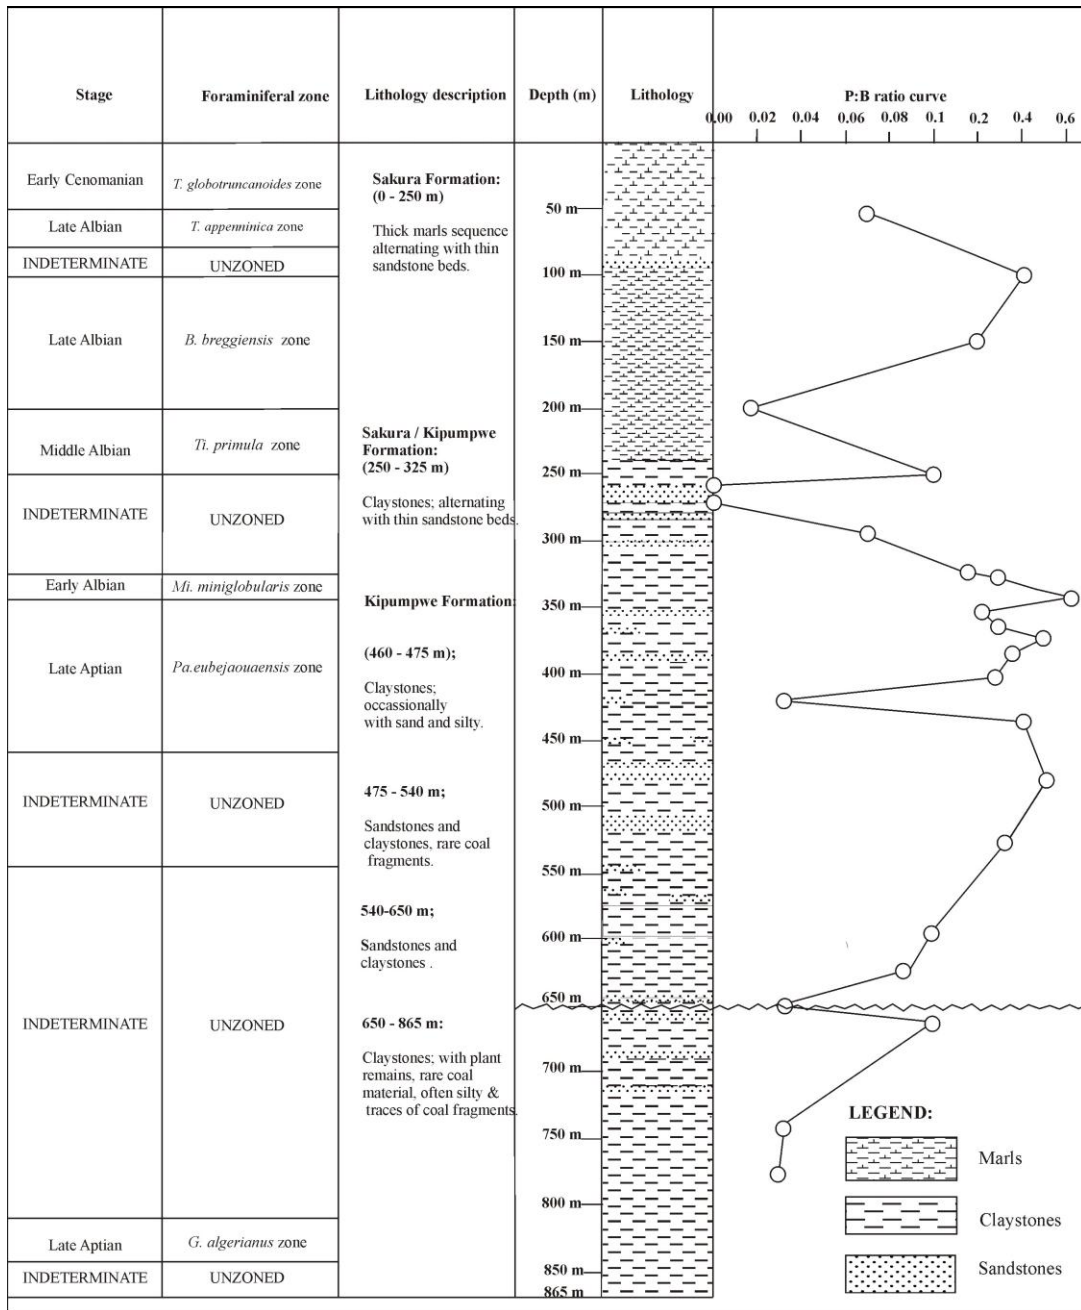 Stage
Foraminiferal zone
Lithology description
Depth (m)
Lithology
P:B ratio curve
0.00 0.02 0.04 0.06 0.08 0.1 0.2 0.4 0.6
Early Cenomanian
T. globotruncanoides zone
Late Albian
T. appenninica zone
INDETERMINATE
UNZONED
Late Albian
B. breggiensis zone
Middle Albian
Ti. primula zone
INDETERMINATE
UNZONED
Early Albian
Mi. miniglobularis zone
Late Aptian
Pa.eubejaouaensis zone
INDETERMINATE
UNZONED
INDETERMINATE
UNZONED
Late Aptian
G. algerianus zone
INDETERMINATE
UNZONED
Sakura Formation:
(0 - 250 m)
Thick marls sequence
alternating with thin
sandstone beds.
Sakura / Kipumpwe
Formation:
(250 - 325 m)
Claystones; alternating
with thin sandstone beds.
Kipumpwe Formation:
(460 - 475 m);
Claystones;
occassionally
with sand and silty.
475 - 540 m;
Sandstones and
claystones, rare coal
fragments.
540-650 m;
Sandstones and
claystones .
650 - 865 m:
Claystones; with plant
remains, rare coal
material, often silty &
traces of coal fragments.
50 m
100 m
150 m
200 m
250 m
300 m
350 m
400 m
450 m
500 m
550 m
600 m
650 m
700 m
750 m
800 m
850 m
865 m
LEGEND:
Marls
Claystones
Sandstones